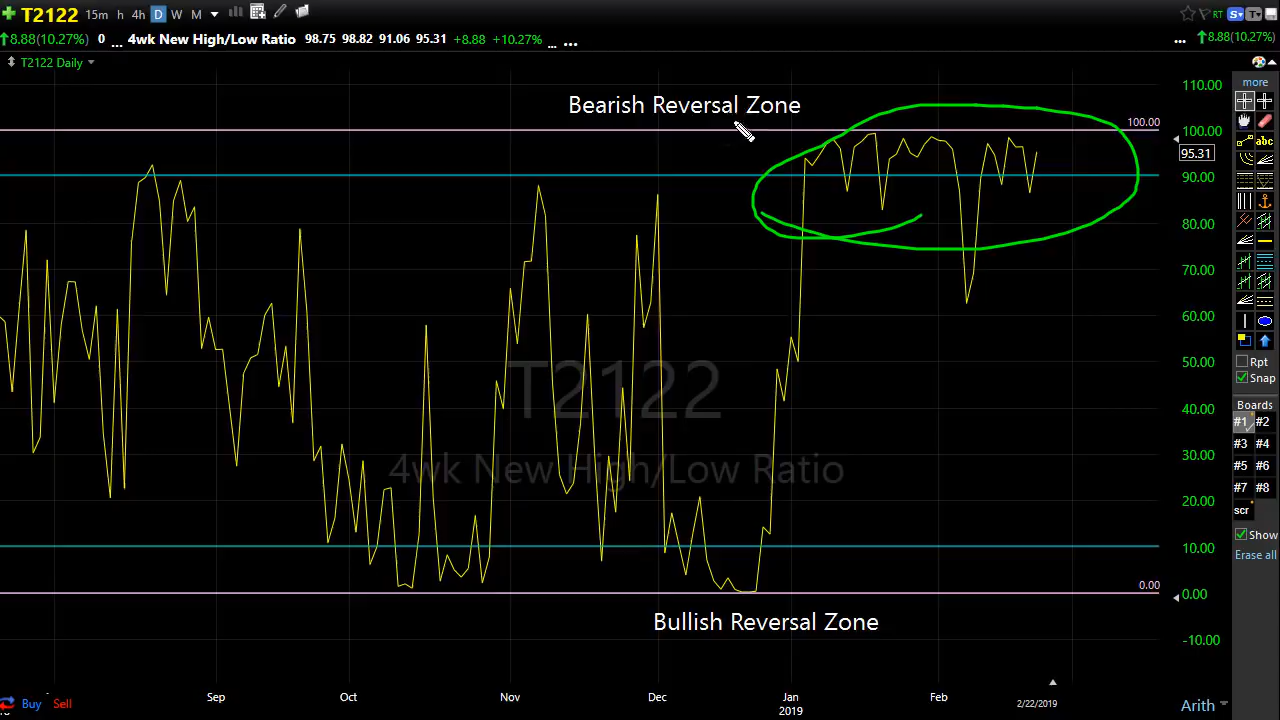 T2122 15m h 4h D W M RT S T
8.88(10.27%) 0 ... 4wk New High/Low Ratio 98.75 98.82 91.06 95.31 +8.88 +10.27% ... ... ... 8.88(10.27%)
T2122 Daily
more
Bearish Reversal Zone
110.00
100.00
100.00
95.31
90.00
80.00
70.00
60.00
50.00
40.00
30.00
20.00
10.00
0.00
0.00
-10.00
abc
T2122
4wk New High/Low Ratio
Bullish Reversal Zone
Rpt
Snap
Boards
#1 #2
#3 #4
#5 #6
#7 #8
scr
Show
Erase all
Sep Oct Nov Dec Jan Feb
2019 2/22/2019
Buy Sell Arith